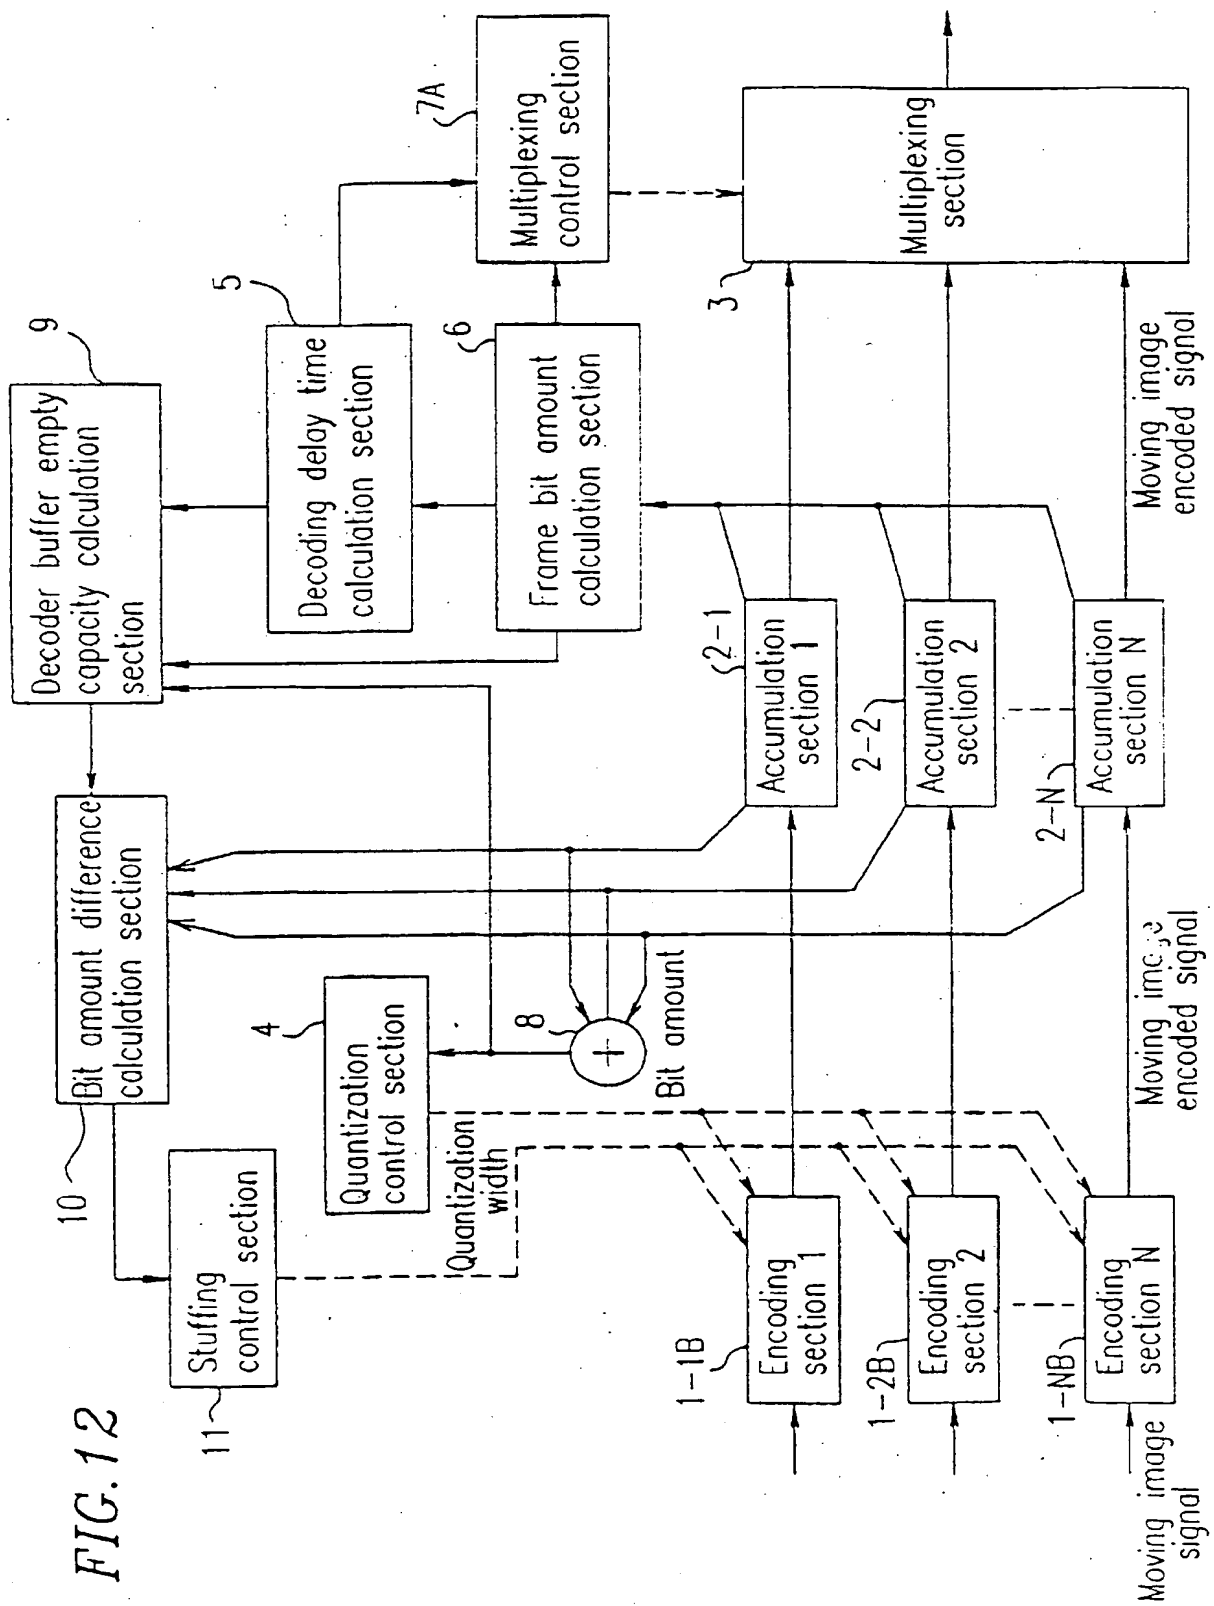 FIG. 12
11
Stuffing
control section
10
Bit amount difference
calculation section
9
Decoder buffer empty
capacity calculation
section
4
Quantization
control section
Quantization
width
8
+
Bit amount
5
Decoding delay time
calculation section
6
Frame bit amount
calculation section
7A
Multiplexing
control section
3
Multiplexing
section
1-1B
Encoding
section 1
2-1
Accumulation
section 1
1-2B
Encoding
section 2
2-2
Accumulation
section 2
1-NB
Encoding
section N
2-N
Accumulation
section N
Moving image
signal
Moving image
encoded signal
Moving image
encoded signal